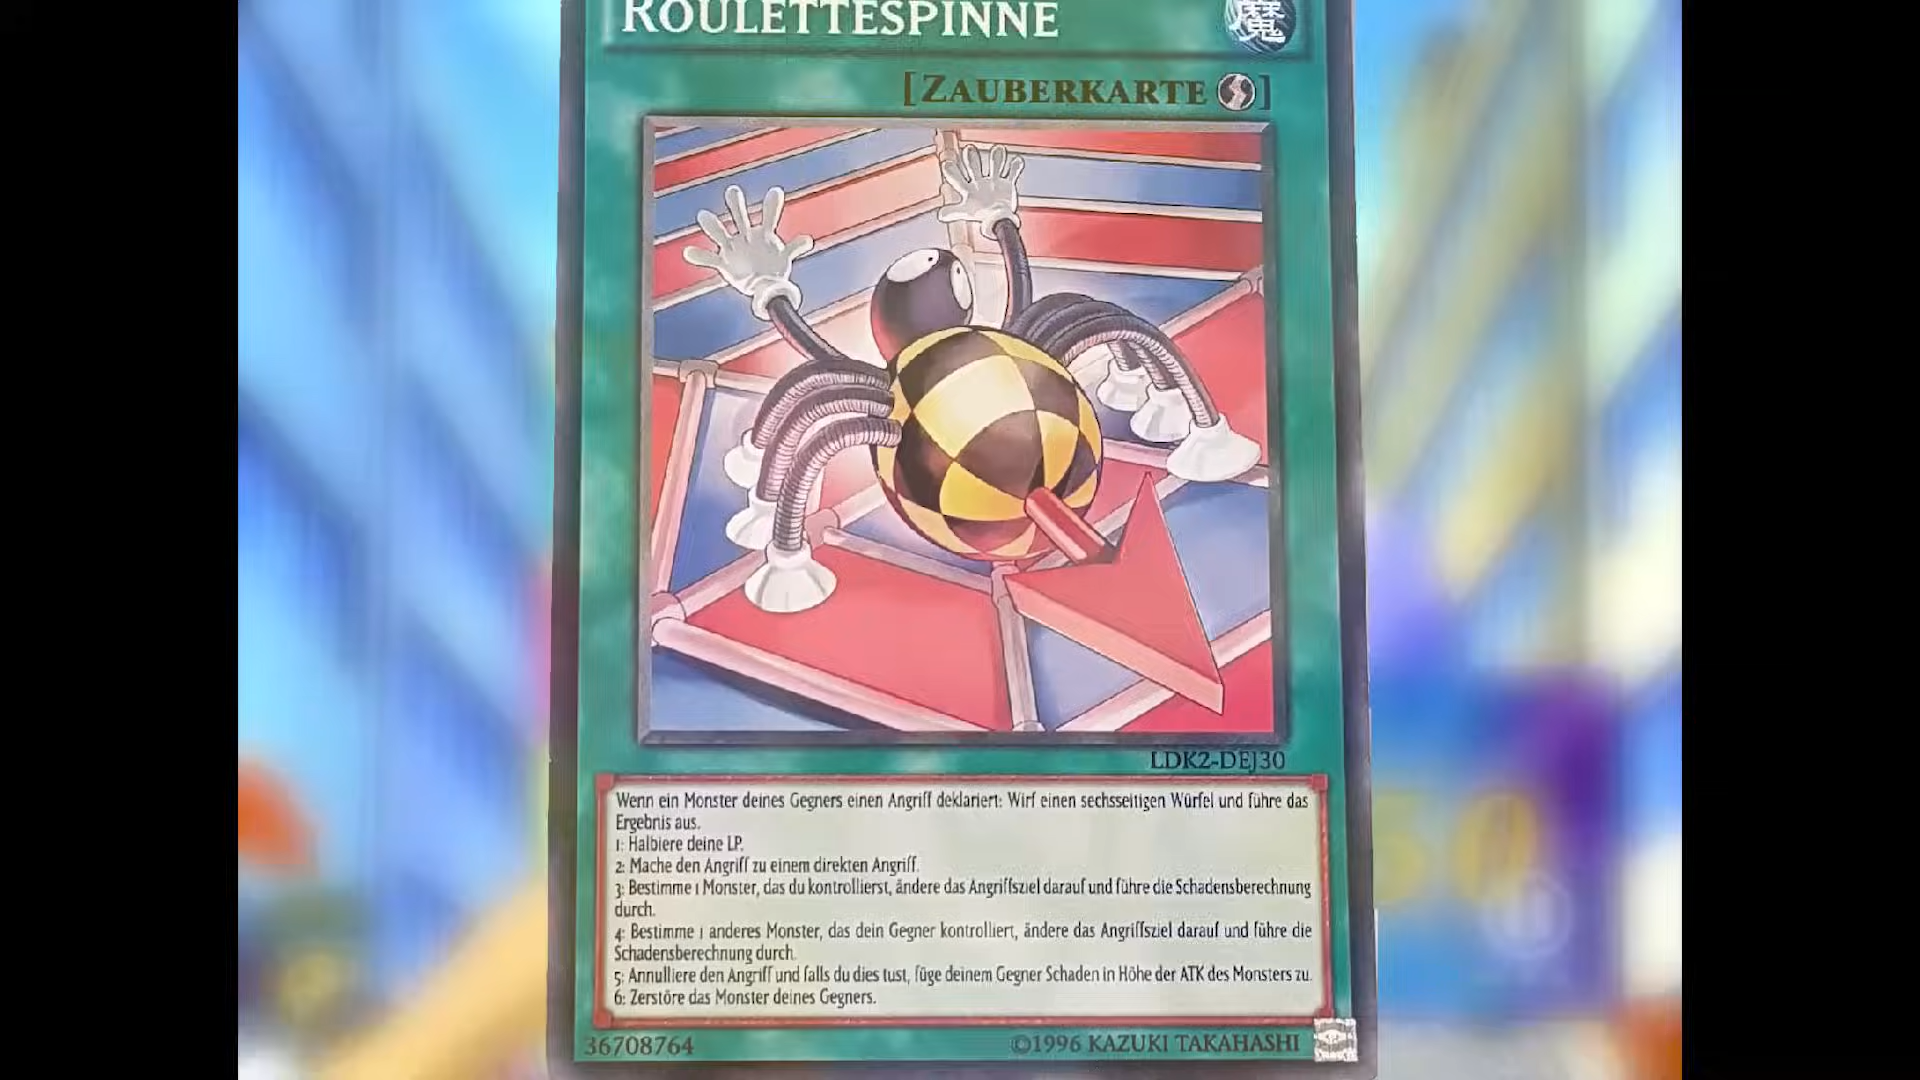 ROULETTESPINNE
魔
[ZAUBERKARTE]
LDK2-DEJ30
Wenn ein Monster deines Gegners einen Angriff deklariert: Wirf einen sechsseitigen Würfel und führe das
Ergebnis aus.
1: Halbiere deine LP.
2: Mache den Angriff zu einem direkten Angriff.
3: Bestimme 1 Monster, das du kontrollierst, ändere das Angriffsziel darauf und führe die Schadensberechnung
durch.
4: Bestimme 1 anderes Monster, das dein Gegner kontrolliert, ändere das Angriffsziel darauf und führe die
Schadensberechnung durch.
5: Annulliere den Angriff und falls du dies tust, füge deinem Gegner Schaden in Höhe der ATK des Monsters zu.
6: Zerstöre das Monster deines Gegners.
36708764 ©1996 KAZUKI TAKAHASHI